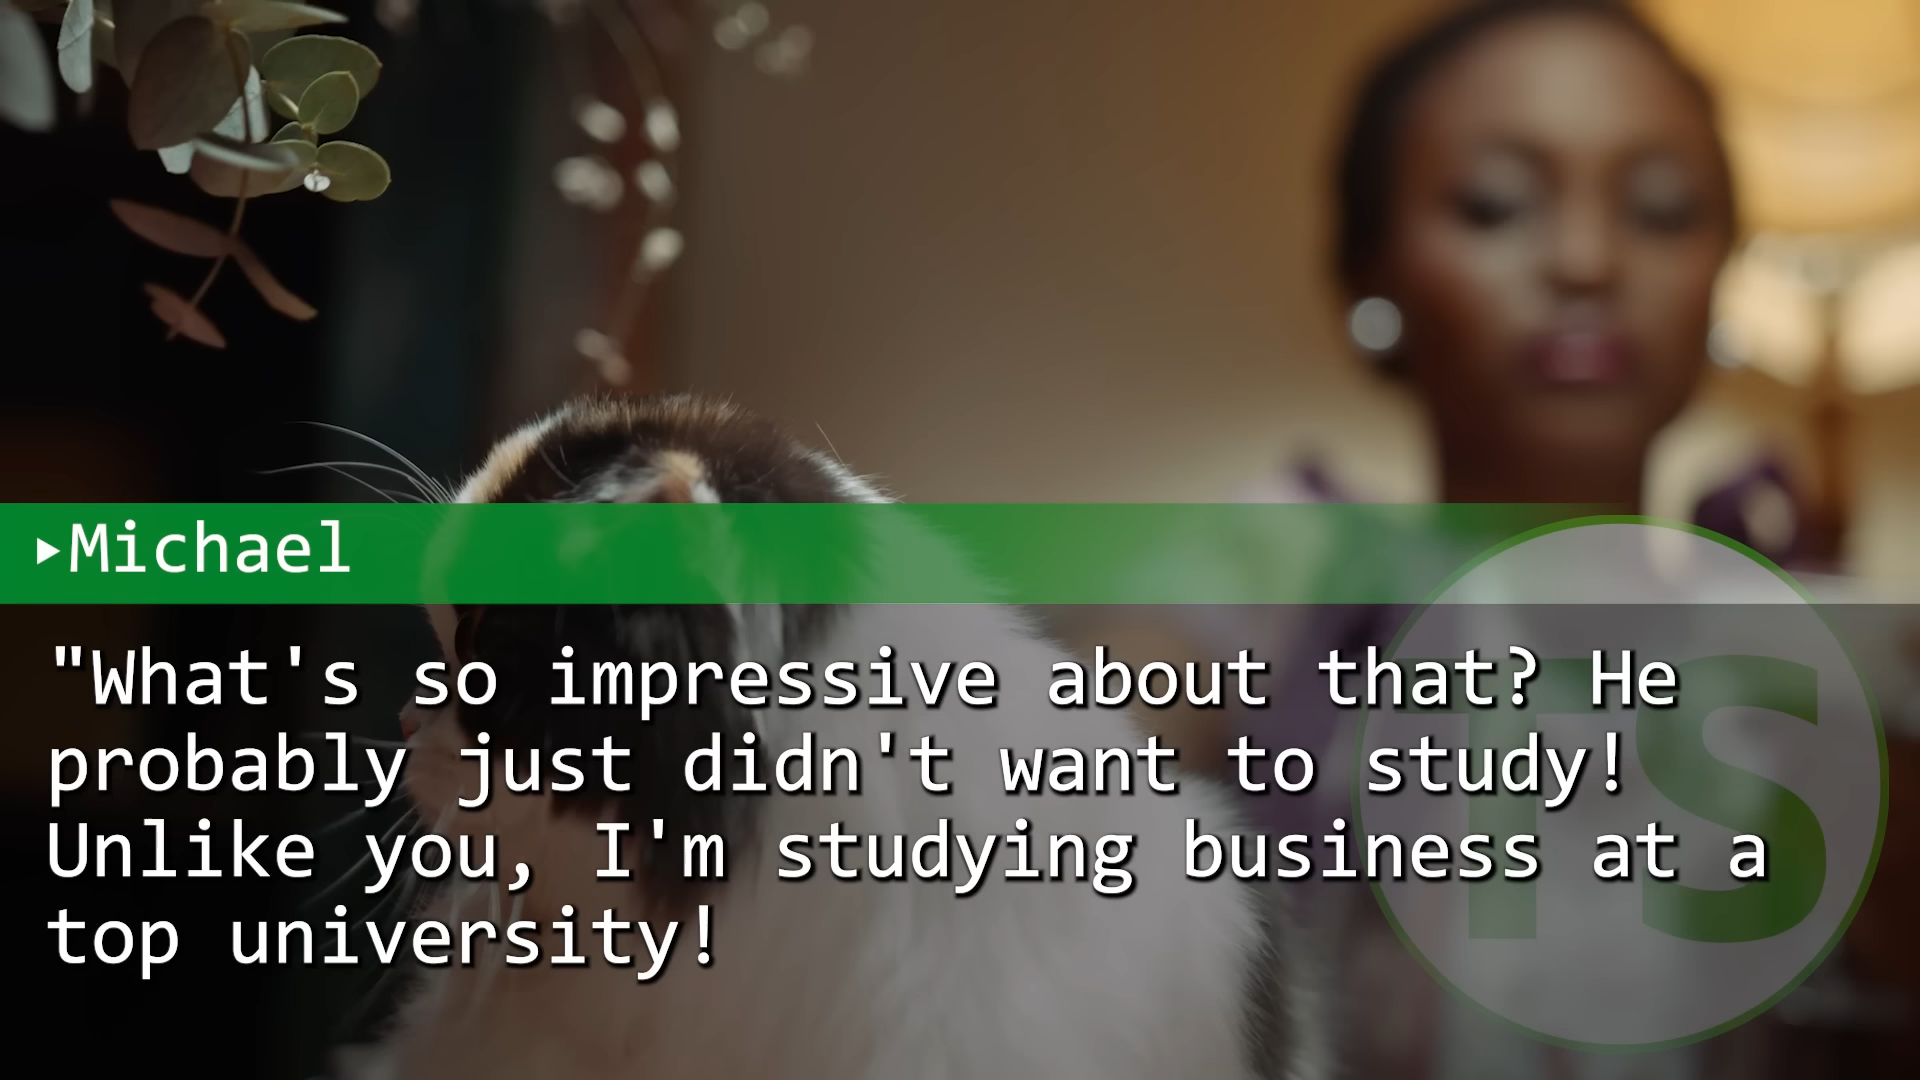 ▶Michael
"What's so impressive about that? He
probably just didn't want to study!
Unlike you, I'm studying business at a
top university!
TS